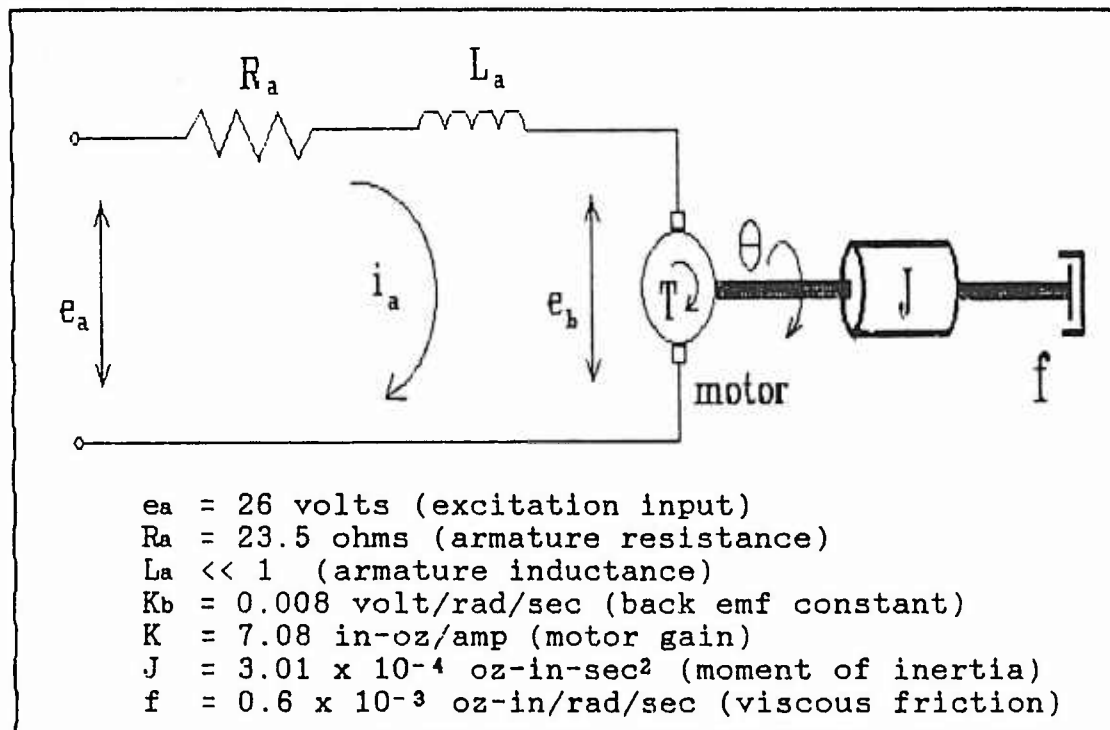 Ra
La
ea
ia
eb
T
θ
J
f
motor
ea = 26 volts (excitation input)
Ra = 23.5 ohms (armature resistance)
La << 1 (armature inductance)
Kb = 0.008 volt/rad/sec (back emf constant)
K = 7.08 in-oz/amp (motor gain)
J = 3.01 x 10⁻⁴ oz-in-sec² (moment of inertia)
f = 0.6 x 10⁻³ oz-in/rad/sec (viscous friction)